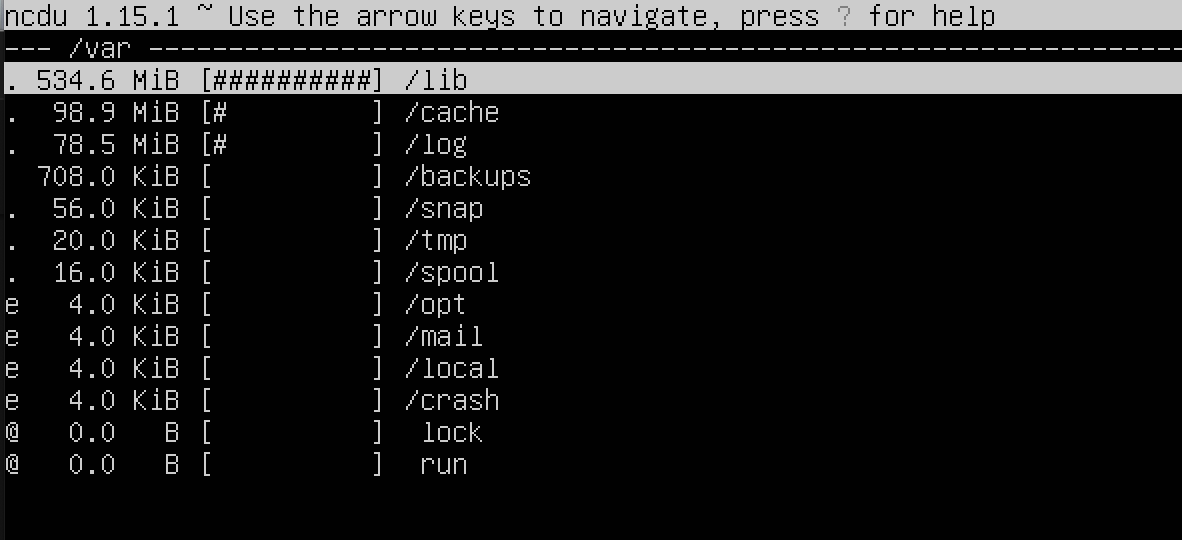 ncdu 1.15.1 ~ Use the arrow keys to navigate, press ? for help
--- /var -----------------------------------------------------------------
. 534.6 MiB [##########] /lib
.  98.9 MiB [#         ] /cache
.  78.5 MiB [#         ] /log
  708.0 KiB [          ] /backups
.  56.0 KiB [          ] /snap
.  20.0 KiB [          ] /tmp
.  16.0 KiB [          ] /spool
e   4.0 KiB [          ] /opt
e   4.0 KiB [          ] /mail
e   4.0 KiB [          ] /local
e   4.0 KiB [          ] /crash
@   0.0   B [          ]  lock
@   0.0   B [          ]  run